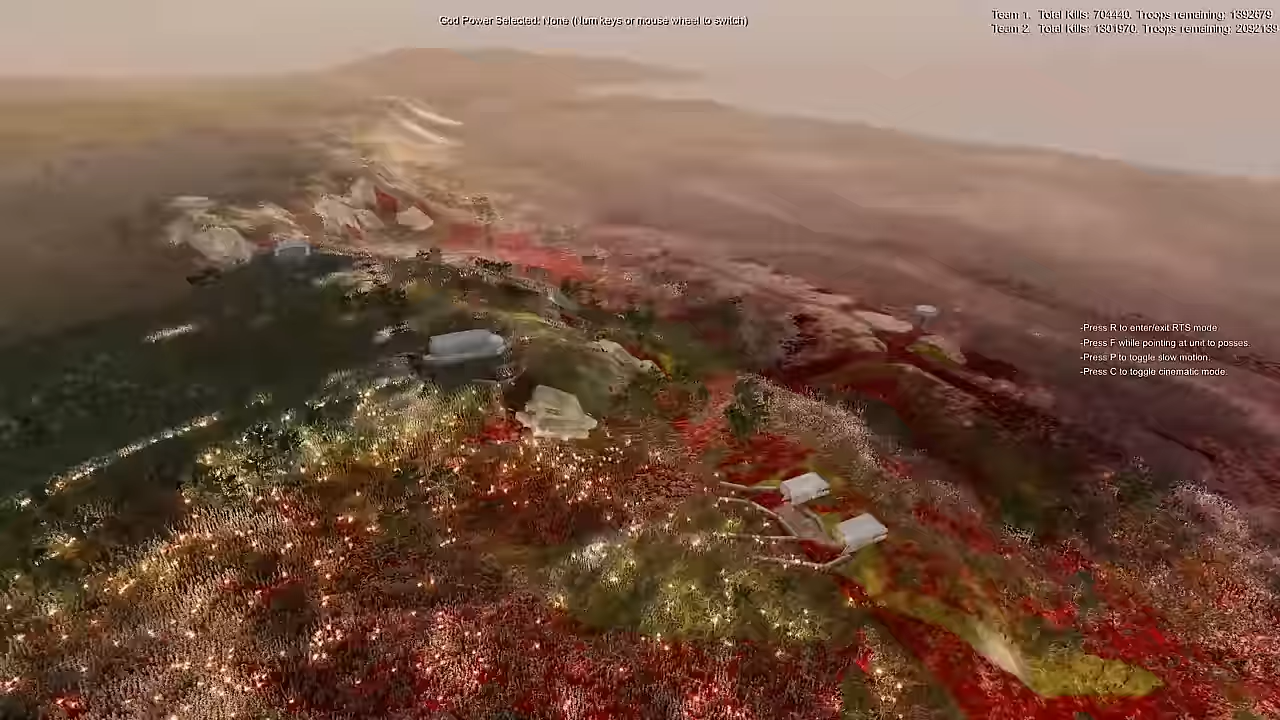 God Power Selected: None (Num keys or mouse wheel to switch)
Team 1. Total Kills: 704440. Troops remaining: 1392679
Team 2. Total Kills: 1301970. Troops remaining: 2092139
-Press R to enter/exit RTS mode
-Press F while pointing at unit to posses.
-Press P to toggle slow motion.
-Press C to toggle cinematic mode.